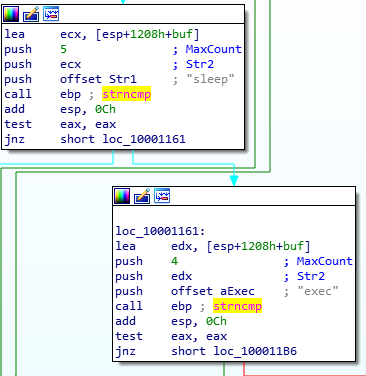 lea     ecx, [esp+1208h+buf]
push    5               ; MaxCount
push    ecx             ; Str2
push    offset Str1     ; "sleep"
call    ebp ; strncmp
add     esp, 0Ch
test    eax, eax
jnz     short loc_10001161
loc_10001161:
lea     edx, [esp+1208h+buf]
push    4               ; MaxCount
push    edx             ; Str2
push    offset aExec    ; "exec"
call    ebp ; strncmp
add     esp, 0Ch
test    eax, eax
jnz     short loc_100011B6